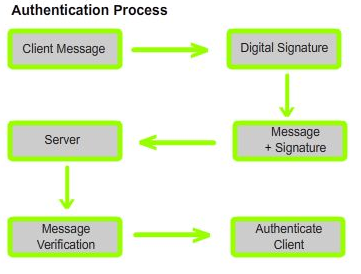 Authentication Process
Client Message
Digital Signature
Message
+ Signature
Server
Message
Verification
Authenticate
Client